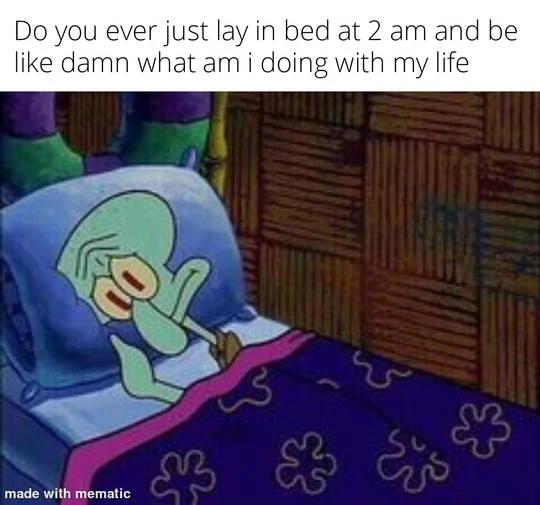 Do you ever just lay in bed at 2 am and be
like damn what am i doing with my life
made with mematic